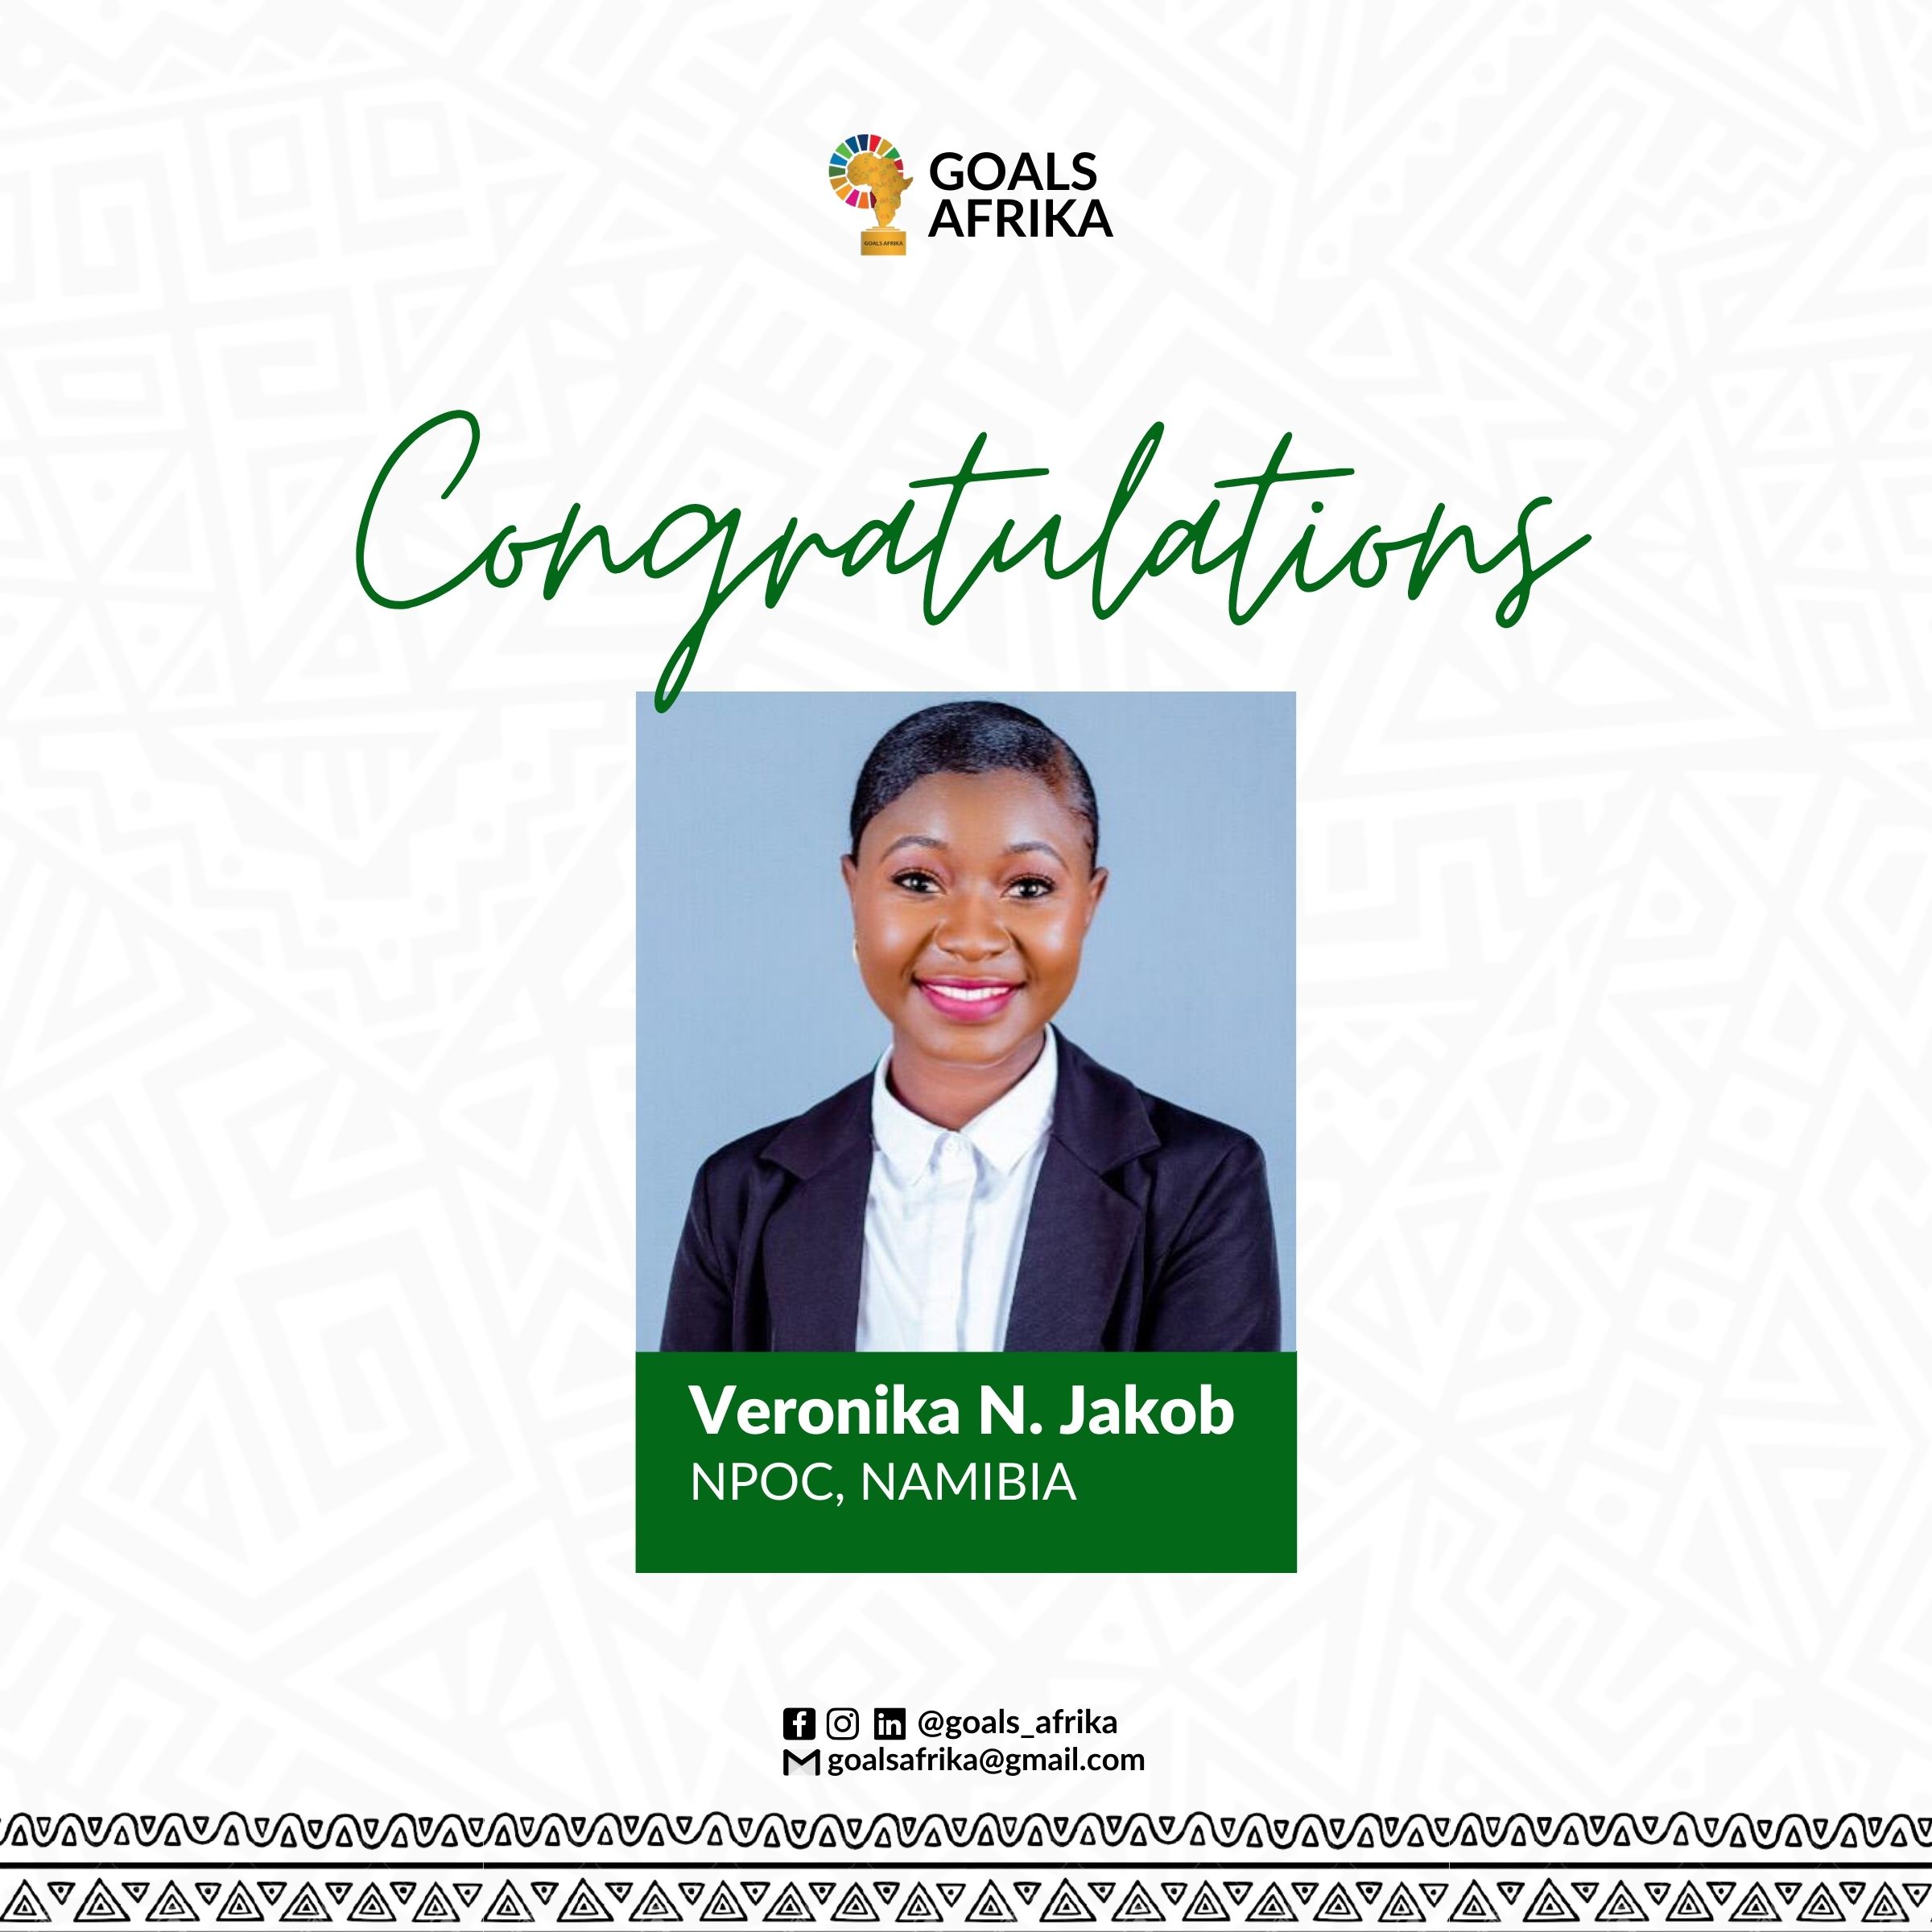 GOALS
AFRIKA
GOALS AFRIKA
Congratulations
Veronika N. Jakob
NPOC, NAMIBIA
@goals_afrika
goalsafrika@gmail.com